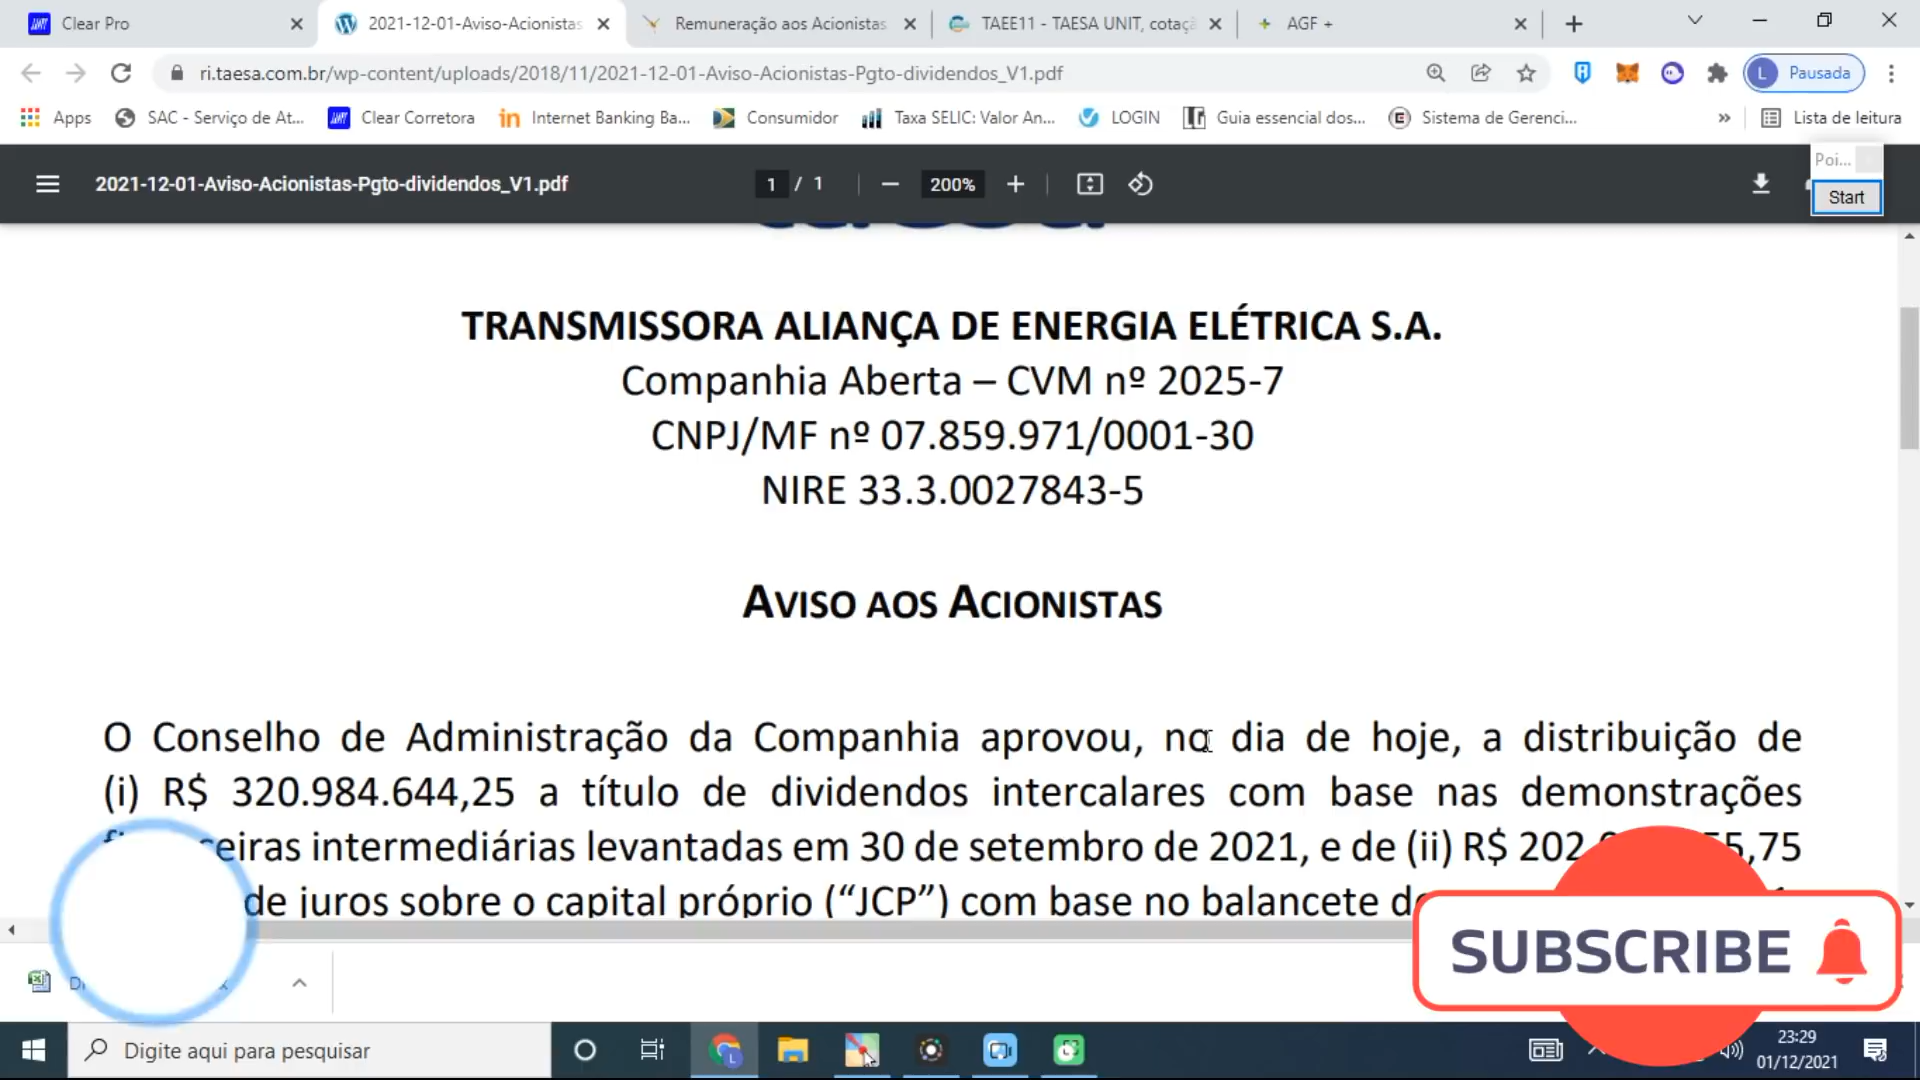 Clear Pro
2021-12-01-Aviso-Acionistas
Remuneração aos Acionistas
TAEE11 - TAESA UNIT, cotaç
AGF +
ri.taesa.com.br/wp-content/uploads/2018/11/2021-12-01-Aviso-Acionistas-Pgto-dividendos_V1.pdf
L Pausada
Apps
SAC - Serviço de At...
Clear Corretora
in Internet Banking Ba...
Consumidor
Taxa SELIC: Valor An...
LOGIN
Guia essencial dos...
Sistema de Gerenci...
»
Lista de leitura
Poi...
Start
2021-12-01-Aviso-Acionistas-Pgto-dividendos_V1.pdf
1 / 1
200%
TRANSMISSORA ALIANÇA DE ENERGIA ELÉTRICA S.A.
Companhia Aberta – CVM nº 2025-7
CNPJ/MF nº 07.859.971/0001-30
NIRE 33.3.0027843-5
AVISO AOS ACIONISTAS
O Conselho de Administração da Companhia aprovou, no dia de hoje, a distribuição de
(i) R$ 320.984.644,25 a título de dividendos intercalares com base nas demonstrações
intermediárias levantadas em 30 de setembro de 2021, e de (ii) R$
de juros sobre o capital próprio (“JCP”) com base no balancete
SUBSCRIBE
Digite aqui para pesquisar
23:29
01/12/2021